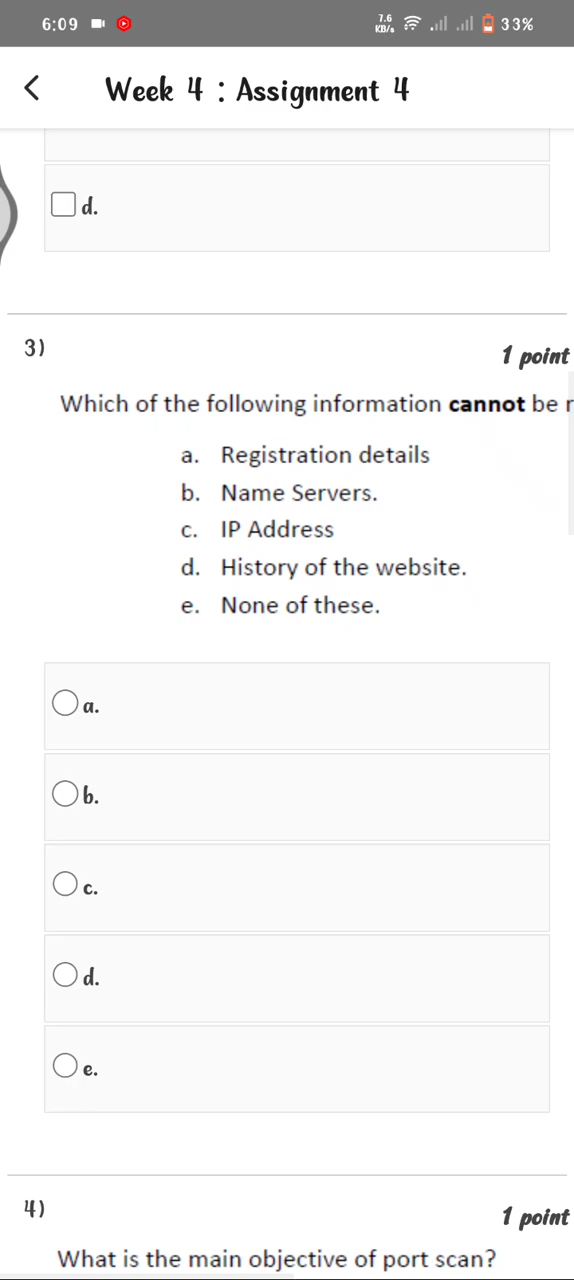 6:09 7.6 KB/s 33%
Week 4 : Assignment 4
d.
3)
1 point
Which of the following information cannot be r
a. Registration details
b. Name Servers.
c. IP Address
d. History of the website.
e. None of these.
a.
b.
c.
d.
e.
4)
1 point
What is the main objective of port scan?